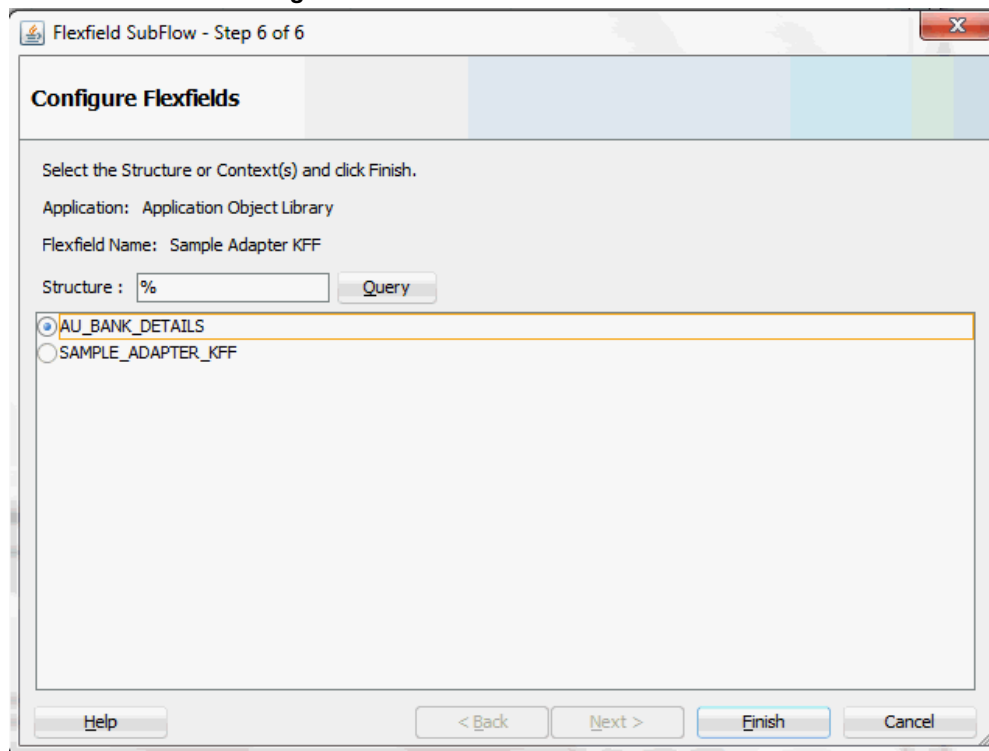 Flexfield SubFlow - Step 6 of 6
X
Configure Flexfields
Select the Structure or Context(s) and click Finish.
Application: Application Object Library
Flexfield Name: Sample Adapter KFF
Structure : % Query
AU_BANK_DETAILS
SAMPLE_ADAPTER_KFF
Help < Back Next > Finish Cancel